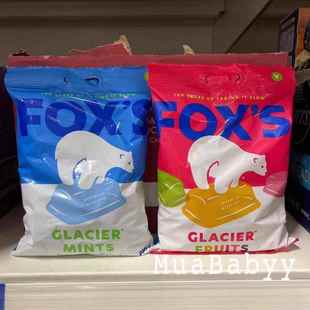 FOX'S
GLACIER
MINTS
FOX'S
GLACIER
FRUITS
MuaBabyy